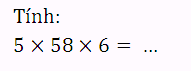 Tính:
5 × 58 × 6 = ...